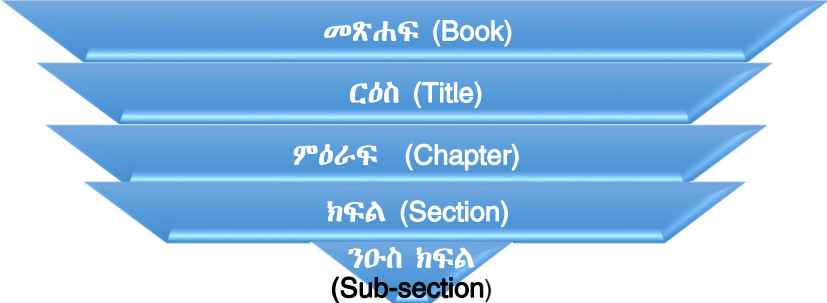 መጽሐፍ (Book)
ርዕስ (Title)
ምዕራፍ (Chapter)
ክፍል (Section)
ንዑስ ክፍል
(Sub-section)